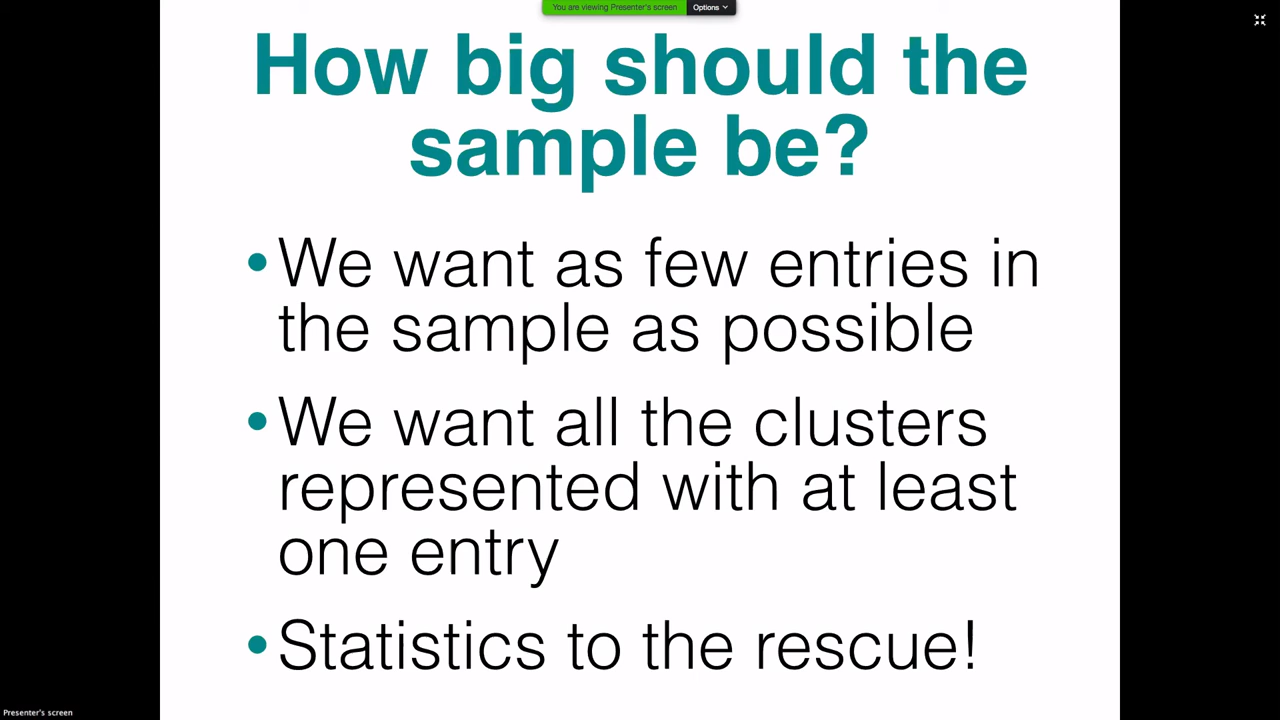 You are viewing Presenter's screen
Options
How big should the
sample be?
•We want as few entries in
the sample as possible
•We want all the clusters
represented with at least
one entry
•Statistics to the rescue!
Presenter's screen